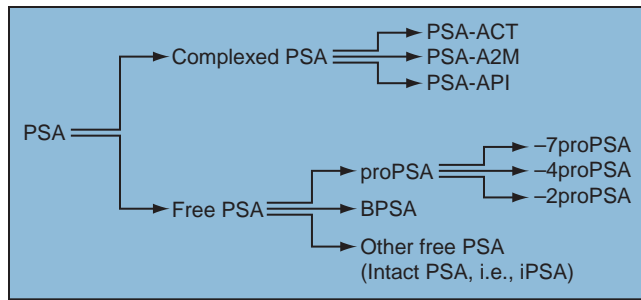 PSA
Complexed PSA
PSA-ACT
PSA-A2M
PSA-API
Free PSA
proPSA
–7proPSA
–4proPSA
–2proPSA
BPSA
Other free PSA
(Intact PSA, i.e., iPSA)